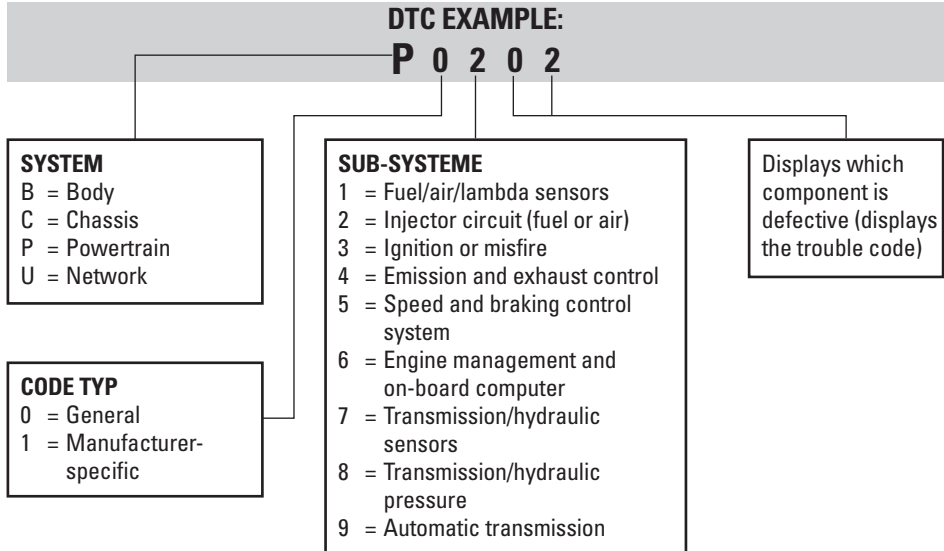 DTC EXAMPLE:
P 0 2 0 2
SYSTEM
B = Body
C = Chassis
P = Powertrain
U = Network
CODE TYP
0 = General
1 = Manufacturer-
specific
SUB-SYSTEME
1 = Fuel/air/lambda sensors
2 = Injector circuit (fuel or air)
3 = Ignition or misfire
4 = Emission and exhaust control
5 = Speed and braking control
system
6 = Engine management and
on-board computer
7 = Transmission/hydraulic
sensors
8 = Transmission/hydraulic
pressure
9 = Automatic transmission
Displays which
component is
defective (displays
the trouble code)